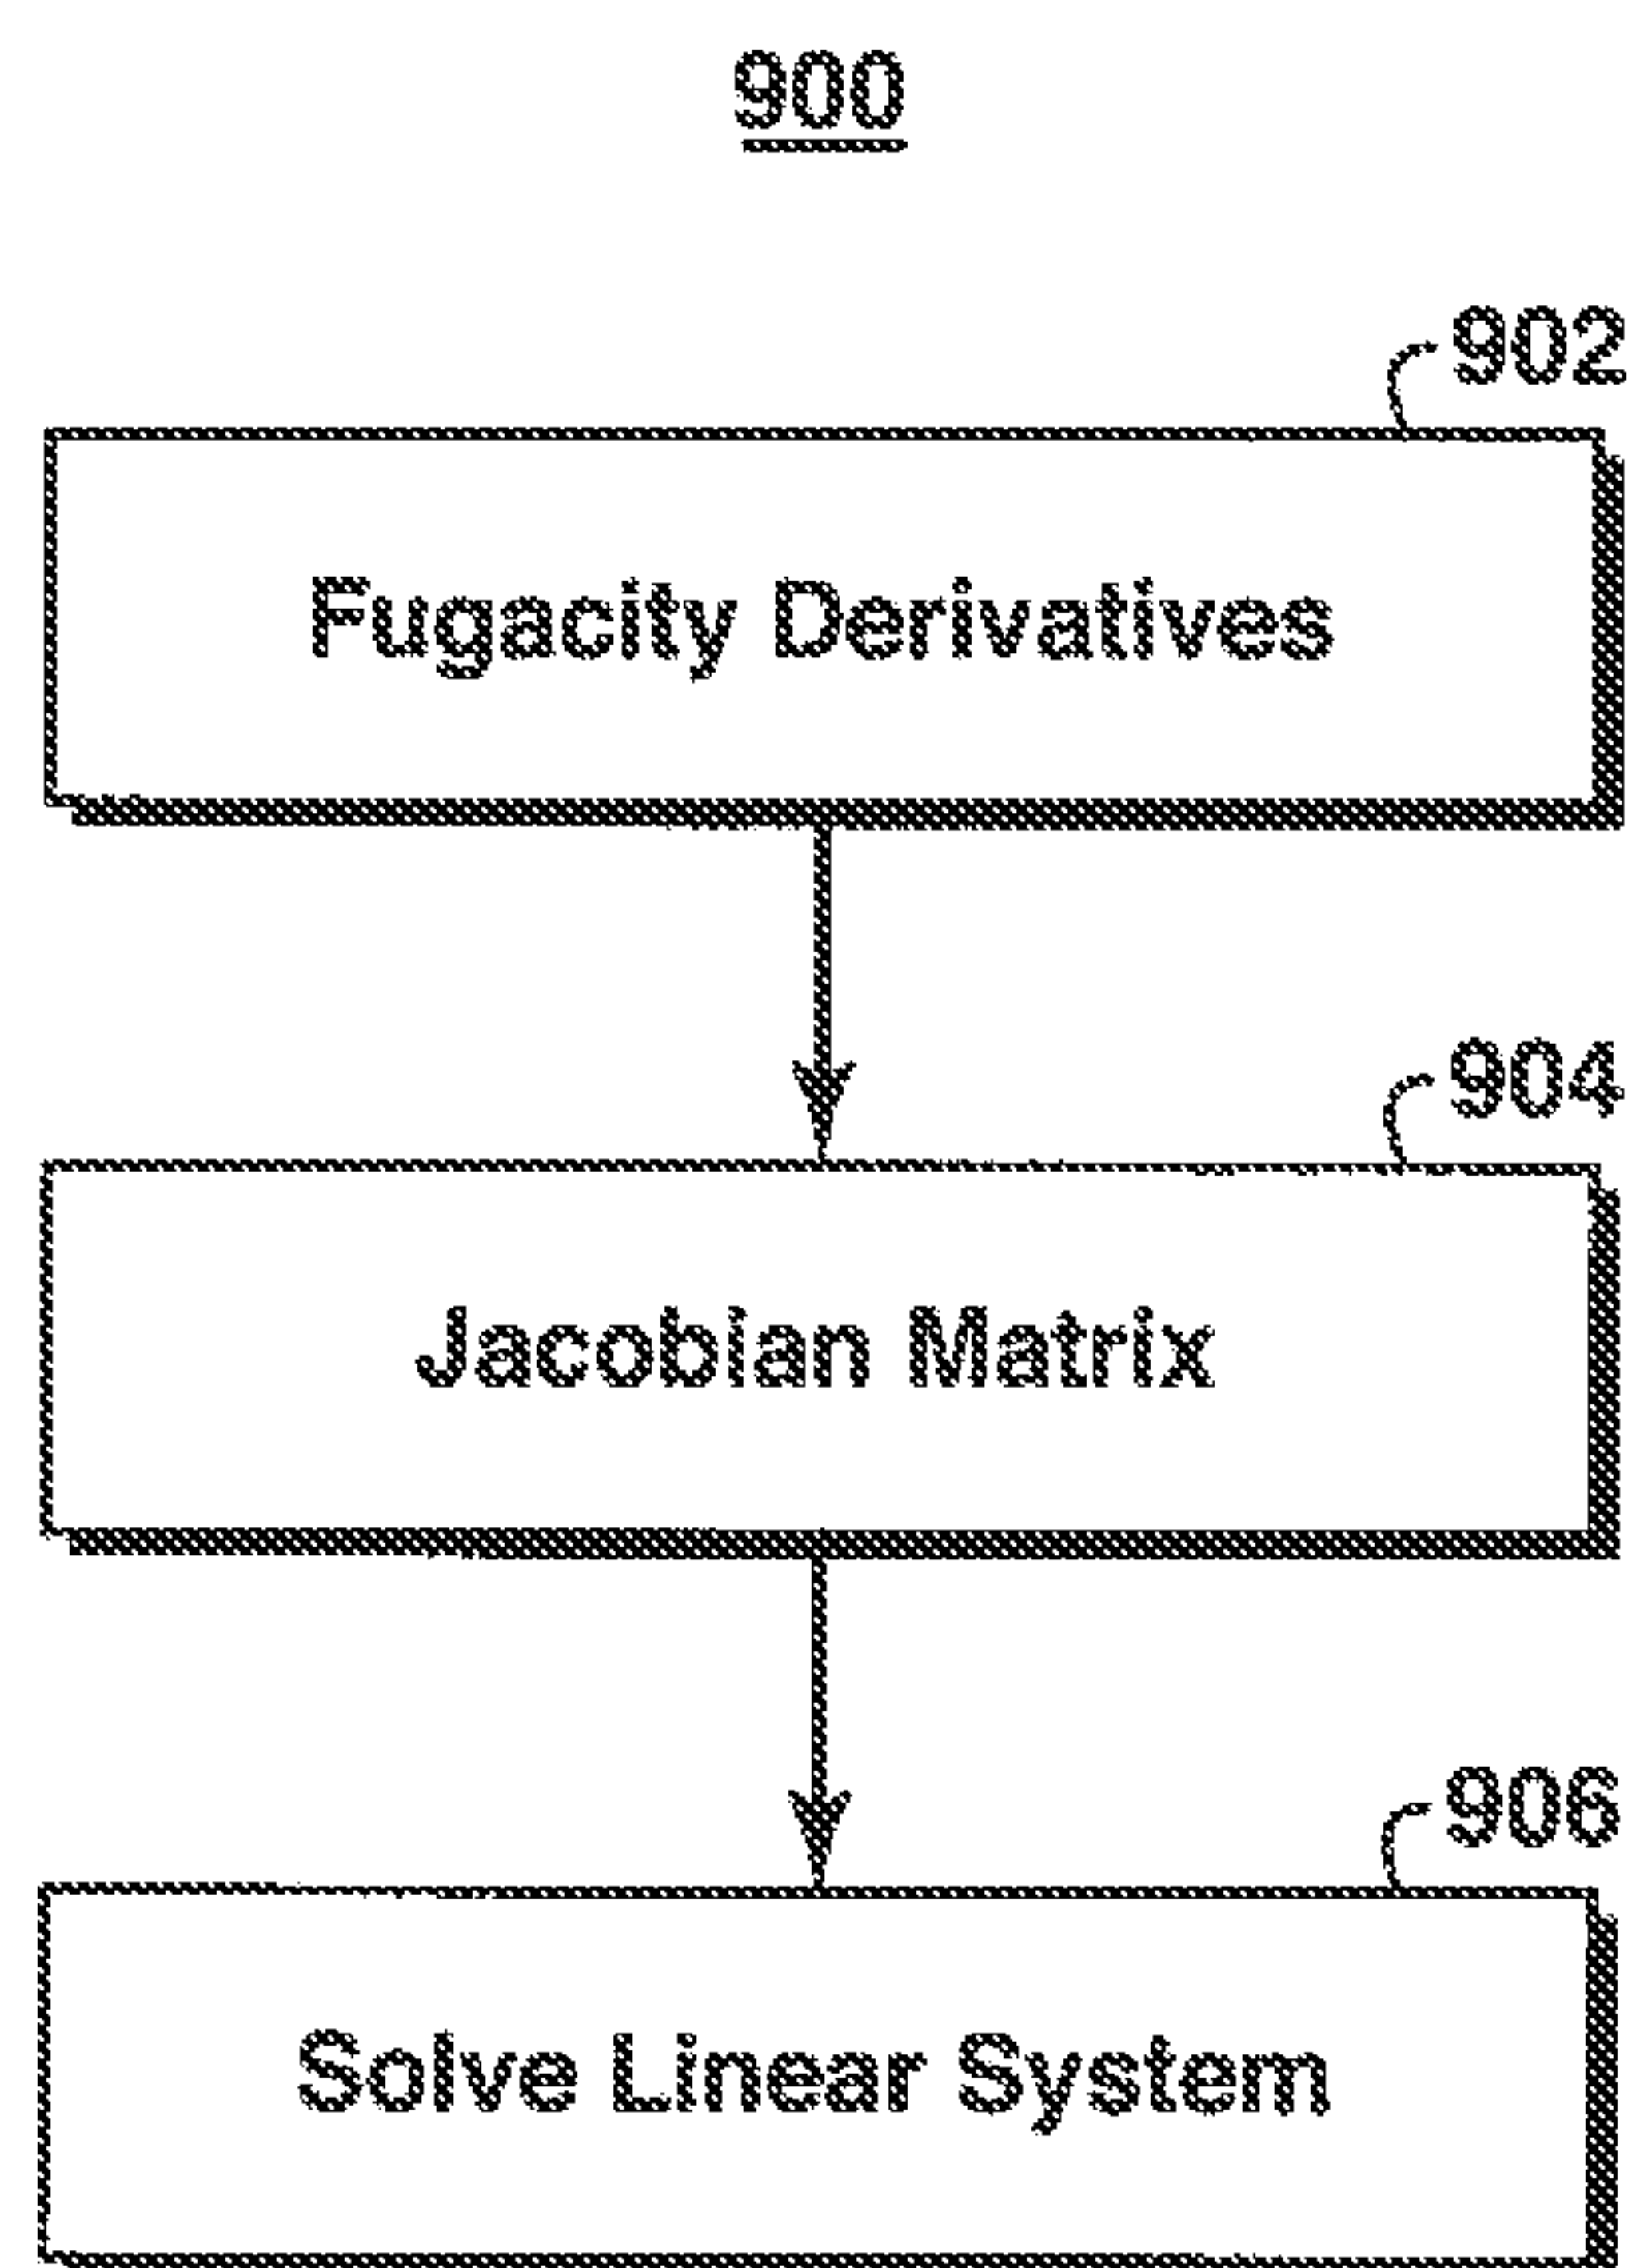 900
902
Fugacity Derivatives
904
Jacobian Matrix
906
Solve Linear System